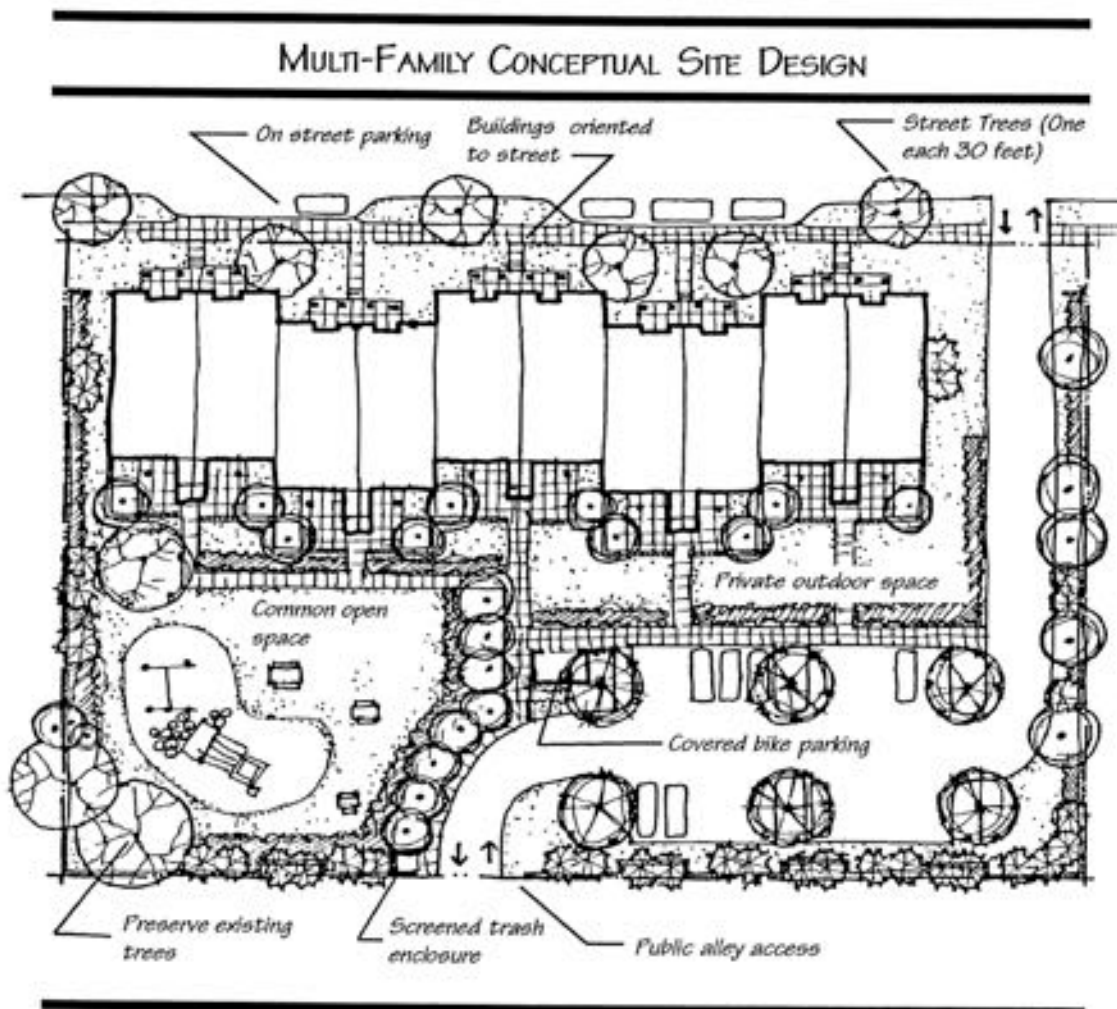 MULTI-FAMILY CONCEPTUAL SITE DESIGN
On street parking
Buildings oriented
to street
Street Trees (One
each 30 feet)
Common open
space
Private outdoor space
Covered bike parking
Preserve existing
trees
Screened trash
enclosure
Public alley access